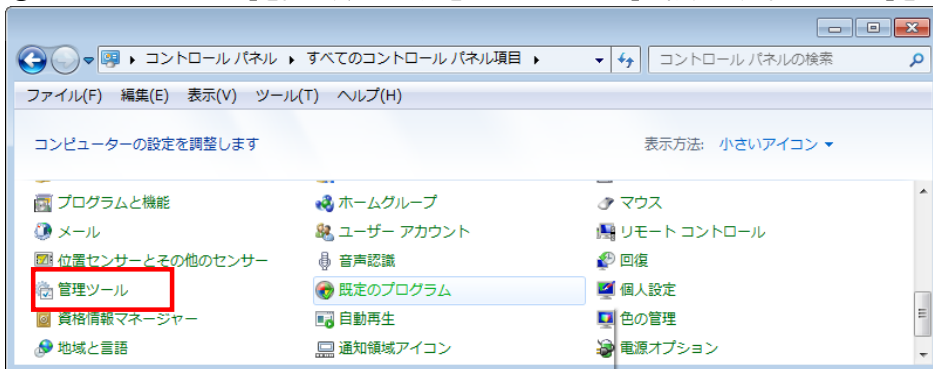 コントロール パネル ▸ すべてのコントロール パネル項目 ▸ コントロール パネルの検索
ファイル(F) 編集(E) 表示(V) ツール(T) ヘルプ(H)
コンピューターの設定を調整します 表示方法: 小さいアイコン
プログラムと機能 ホームグループ マウス
メール ユーザー アカウント リモート コントロール
位置センサーとその他のセンサー 音声認識 回復
管理ツール 既定のプログラム 個人設定
資格情報マネージャー 自動再生 色の管理
地域と言語 通知領域アイコン 電源オプション